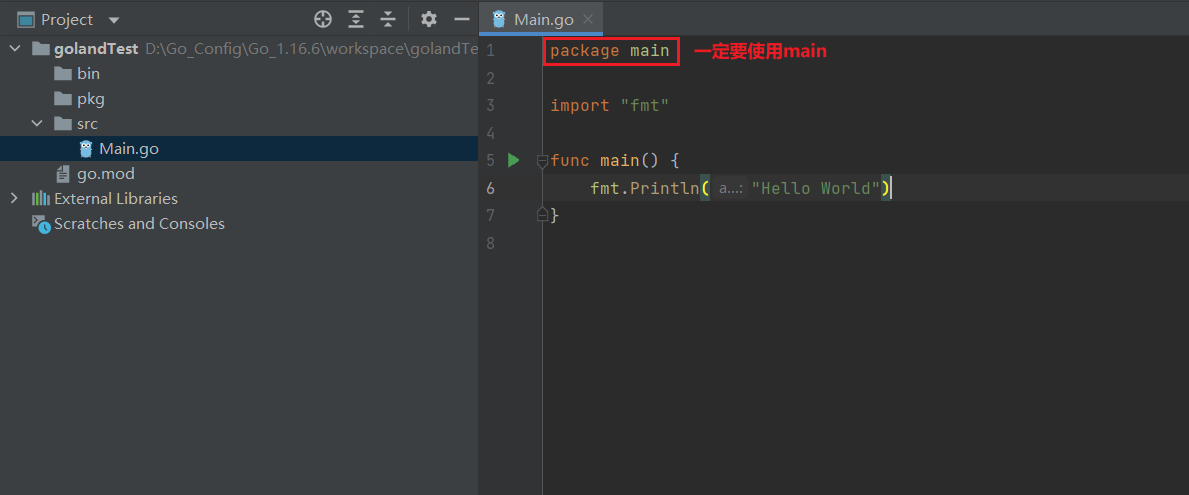 Project
Main.go
golandTest D:\Go_Config\Go_1.16.6\workspace\golandTe
bin
pkg
src
Main.go
go.mod
External Libraries
Scratches and Consoles
1 package main 一定要使用main
2
3 import "fmt"
4
5 func main() {
6 fmt.Println( a...: "Hello World")
7 }
8